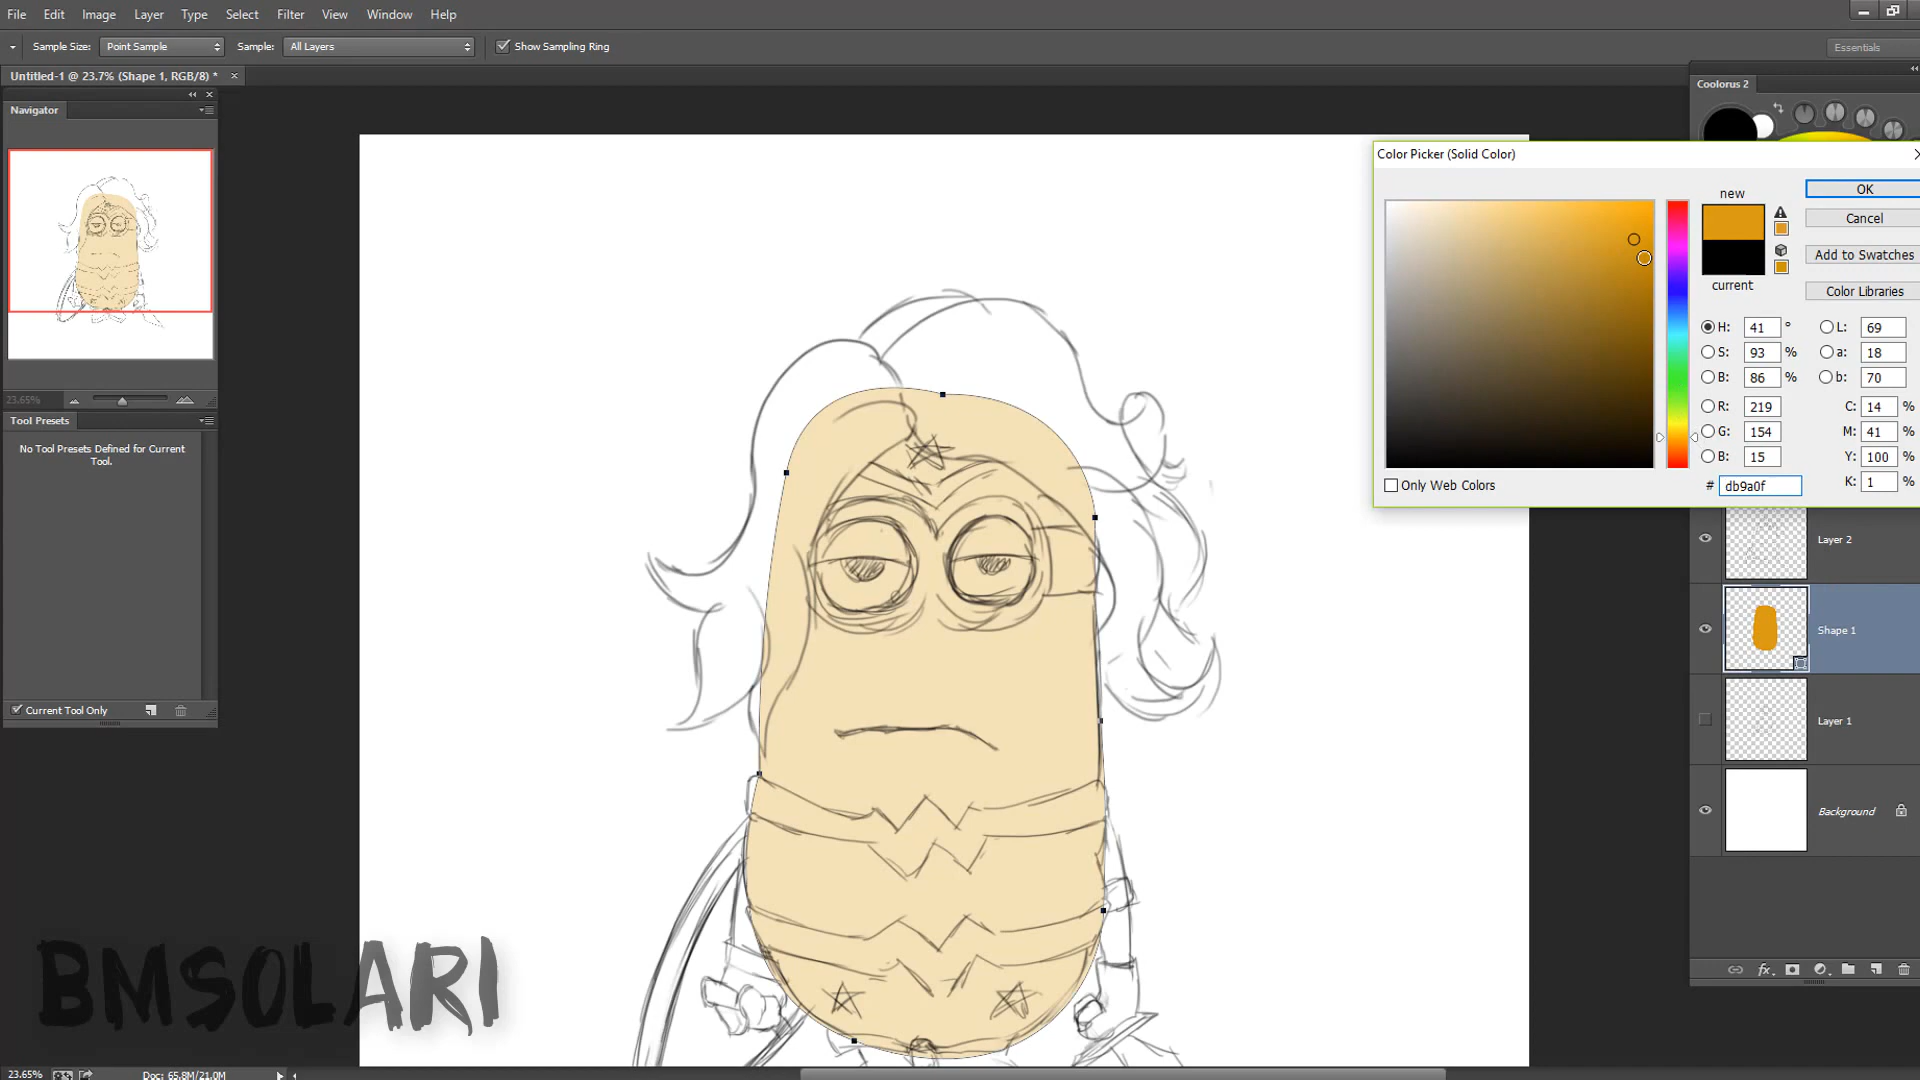 File Edit Image Layer Type Select Filter View Window Help
Sample Size: Point Sample Sample: All Layers Show Sampling Ring
Essentials
Untitled-1 @ 23.7% (Shape 1, RGB/8) *
Navigator
23.65%
Tool Presets
No Tool Presets Defined for Current
Tool.
Current Tool Only
Coolorus 2
Color Picker (Solid Color)
new
current
OK
Cancel
Add to Swatches
Color Libraries
H: 41 °
S: 93 %
B: 86 %
R: 219
G: 154
B: 15
L: 69
a: 18
b: 70
C: 14 %
M: 41 %
Y: 100 %
K: 1 %
Only Web Colors
# db9a0f
Layer 2
Shape 1
Layer 1
Background
fx
BMSOLARI
23.65% Doc: 65.8M/21.0M